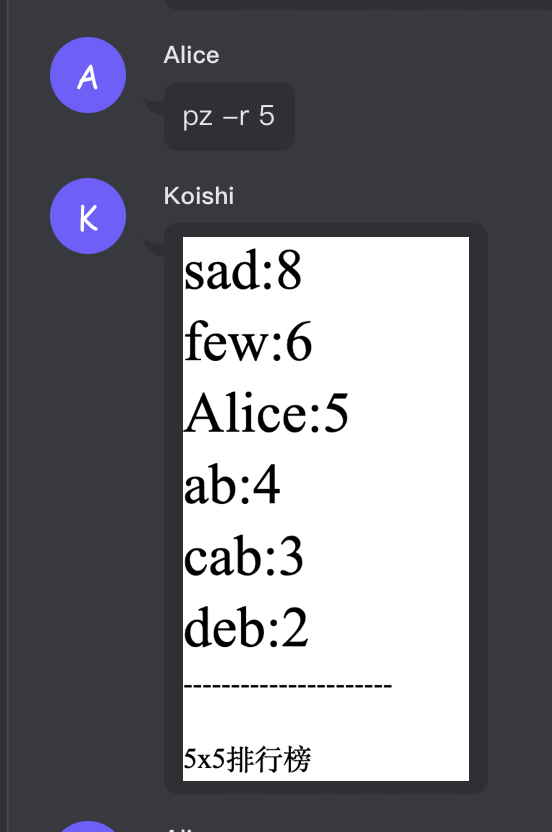 Alice
A
pz -r 5
Koishi
K
sad:8
few:6
Alice:5
ab:4
cab:3
deb:2
----------------------
5x5排行榜